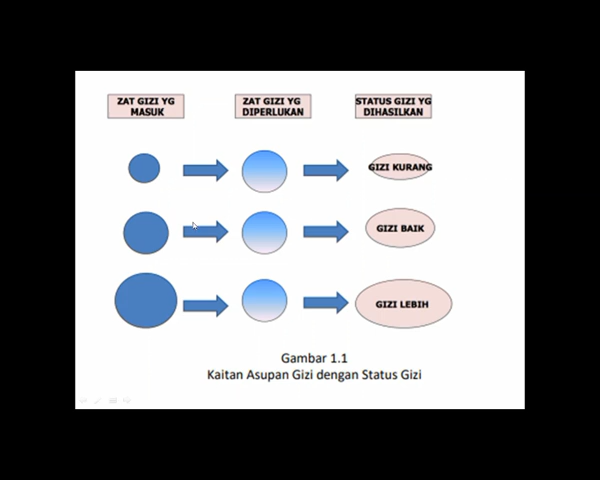 ZAT GIZI YG
MASUK
ZAT GIZI YG
DIPERLUKAN
STATUS GIZI YG
DIHASILKAN
GIZI KURANG
GIZI BAIK
GIZI LEBIH
Gambar 1.1
Kaitan Asupan Gizi dengan Status Gizi